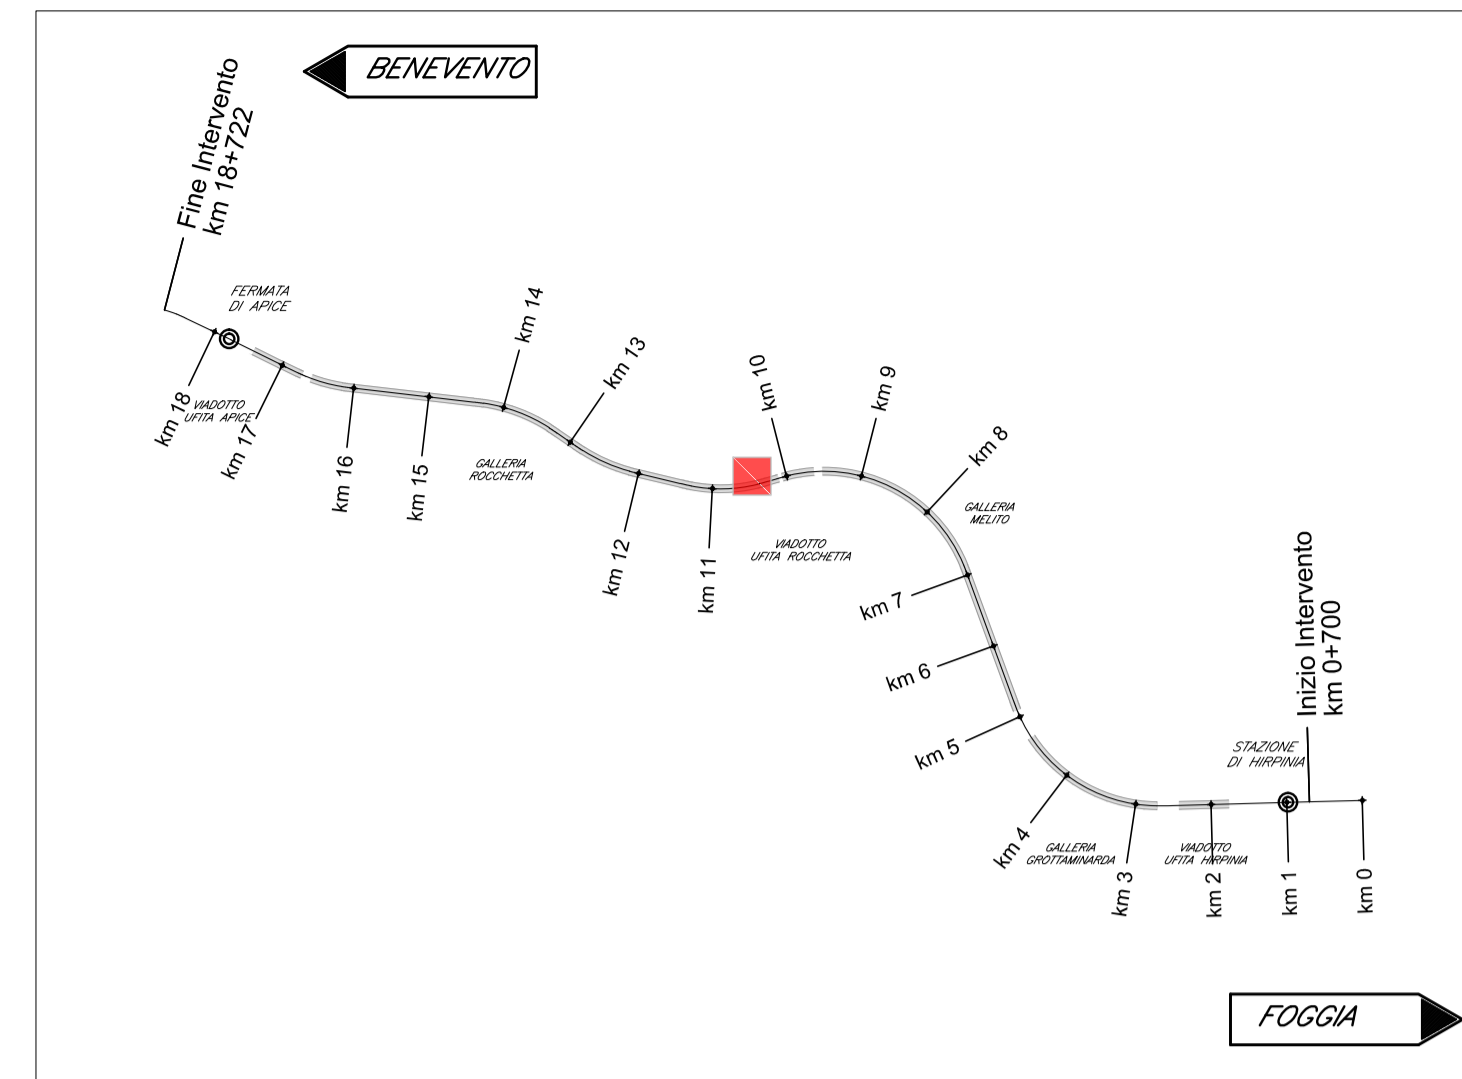 BENEVENTO
Fine Intervento
km 18+722
FERMATA
DI APICE
km 18
VIADOTTO
UFITA APICE
km 17
km 16
km 15
km 14
GALLERIA
ROCCHETTA
km 13
km 12
km 11
km 10
VIADOTTO
UFITA ROCCHETTA
km 9
km 8
GALLERIA
MELITO
km 7
km 6
km 5
km 4
GALLERIA
GROTTAMINARDA
km 3
VIADOTTO
UFITA HIRPINIA
km 2
STAZIONE
DI HIRPINIA
Inizio Intervento
km 0+700
km 1
km 0
FOGGIA